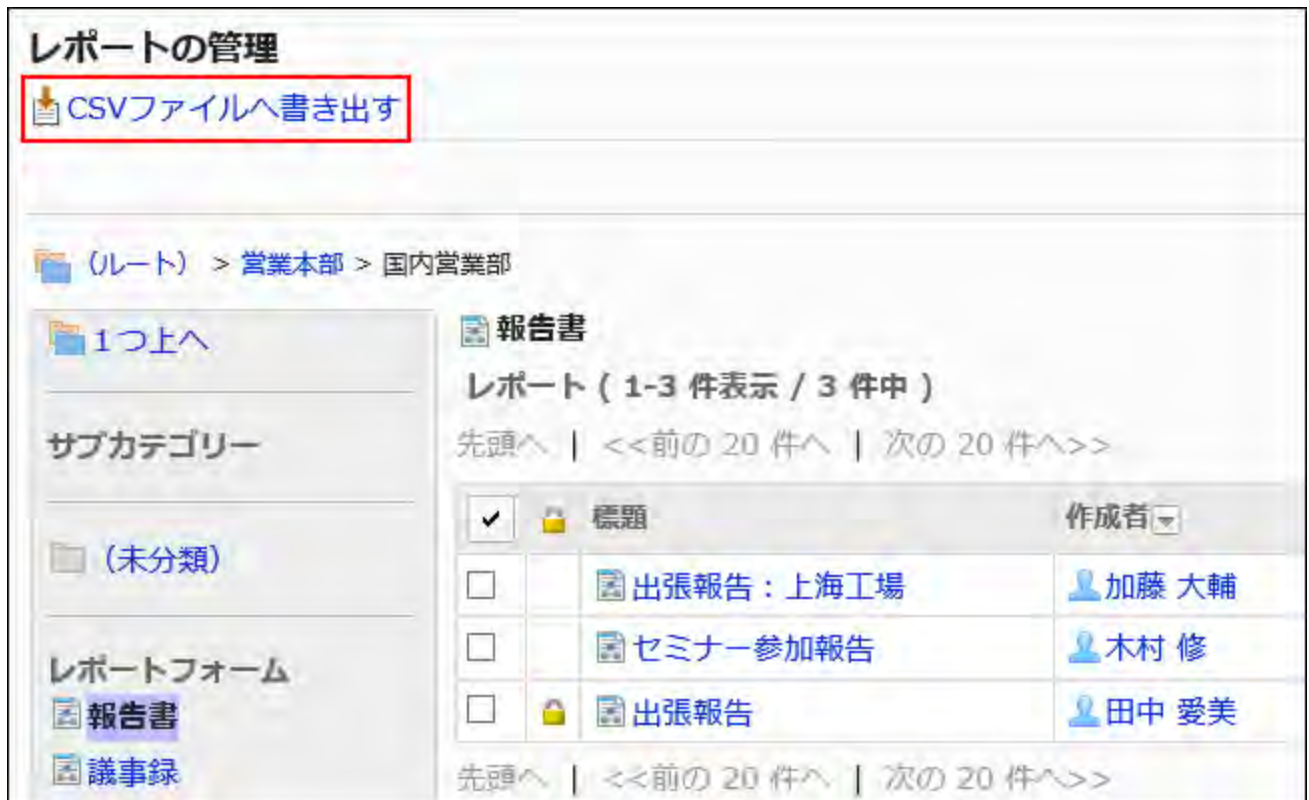 レポートの管理
CSVファイルへ書き出す
(ルート) > 営業本部 > 国内営業部
1つ上へ
サブカテゴリー
(未分類)
レポートフォーム
報告書
議事録
報告書
レポート ( 1-3 件表示 / 3 件中 )
先頭へ | <<前の 20 件へ | 次の 20 件へ>>
標題 作成者
出張報告：上海工場 加藤 大輔
セミナー参加報告 木村 修
出張報告 田中 愛美
先頭へ | <<前の 20 件へ | 次の 20 件へ>>